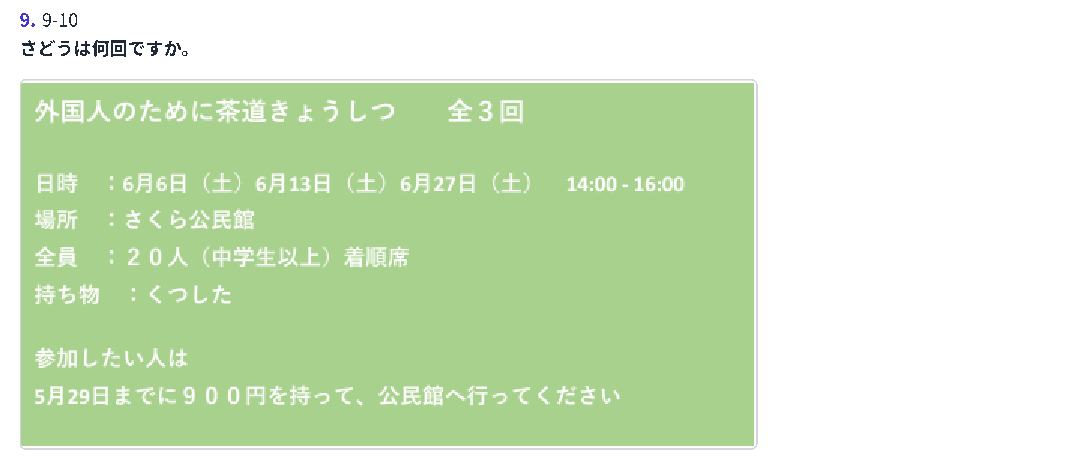 9. 9-10
さどうは何回ですか。
外国人のために茶道きょうしつ　　全３回
日時　：6月6日（土）6月13日（土）6月27日（土）　14:00 - 16:00
場所　：さくら公民館
全員　：２０人（中学生以上）着順席
持ち物　：くつした
参加したい人は
5月29日までに９００円を持って、公民館へ行ってください